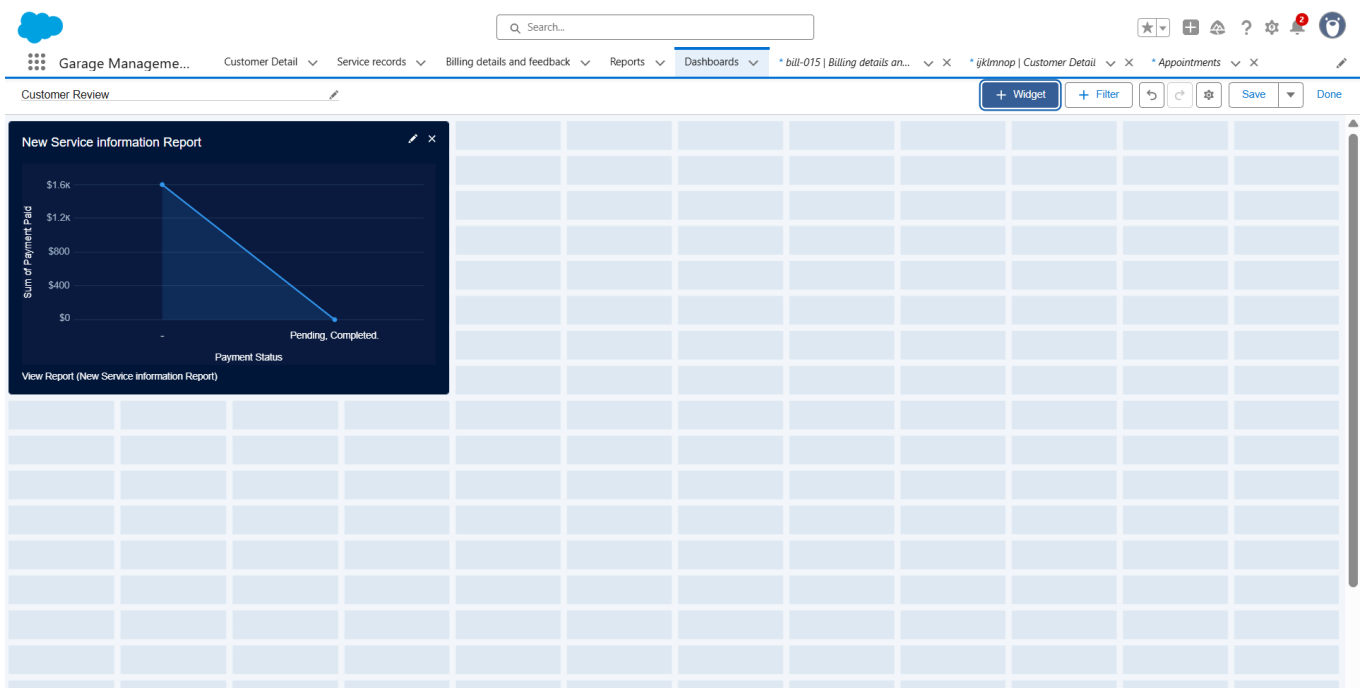 Search...
2
Garage Manageme...
Customer Detail
Service records
Billing details and feedback
Reports
Dashboards
* bill-015 | Billing details an...
* ijklmnop | Customer Detail
* Appointments
Customer Review
+ Widget
+ Filter
Save
Done
New Service information Report
Sum of Payment Paid
$1.6K
$1.2K
$800
$400
$0
-
Pending, Completed.
Payment Status
View Report (New Service information Report)